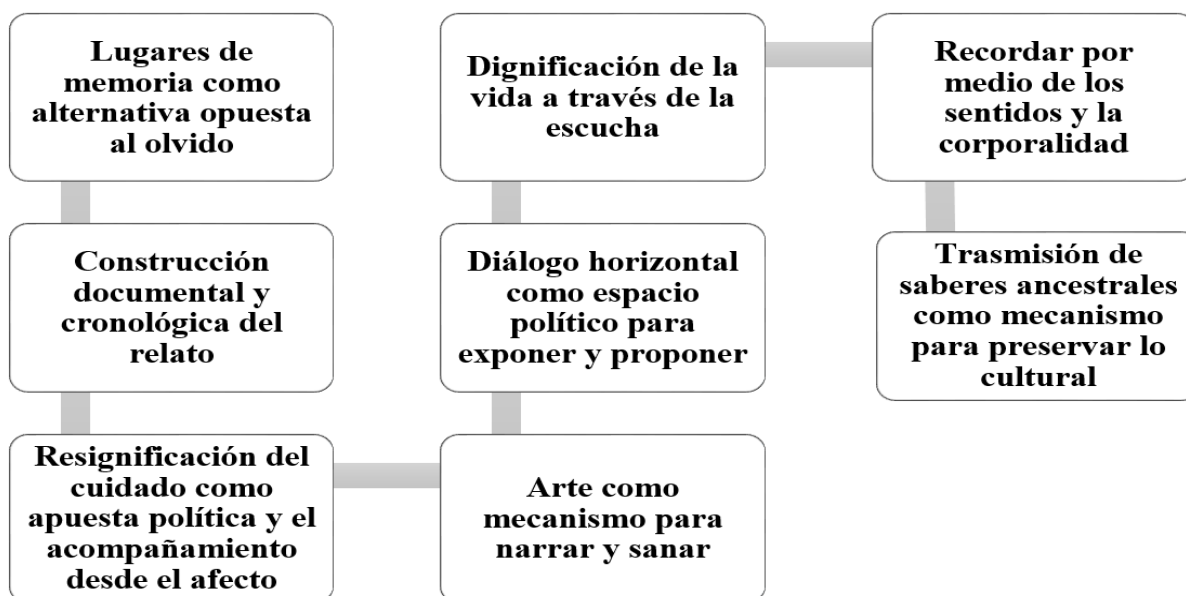 Lugares de
memoria como
alternativa opuesta
al olvido
Construcción
documental y
cronológica del
relato
Resignificación del
cuidado como
apuesta política y el
acompañamiento
desde el afecto
Arte como
mecanismo para
narrar y sanar
Diálogo horizontal
como espacio
político para
exponer y proponer
Dignificación de la
vida a través de la
escucha
Recordar por
medio de los
sentidos y la
corporalidad
Trasmisión de
saberes ancestrales
como mecanismo
para preservar lo
cultural